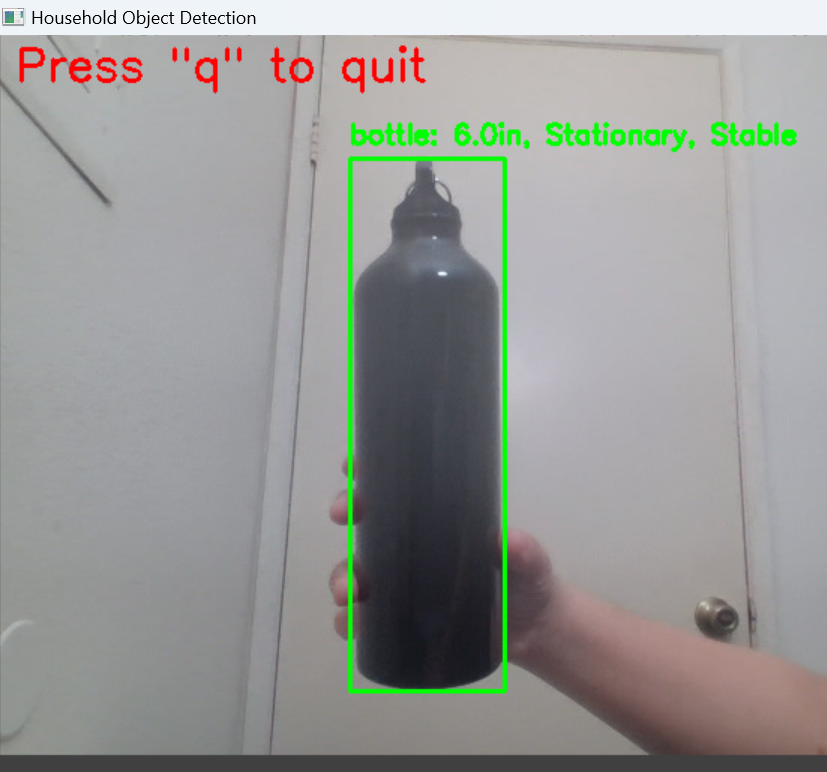 Household Object Detection
Press "q" to quit
bottle: 6.0in, Stationary, Stable